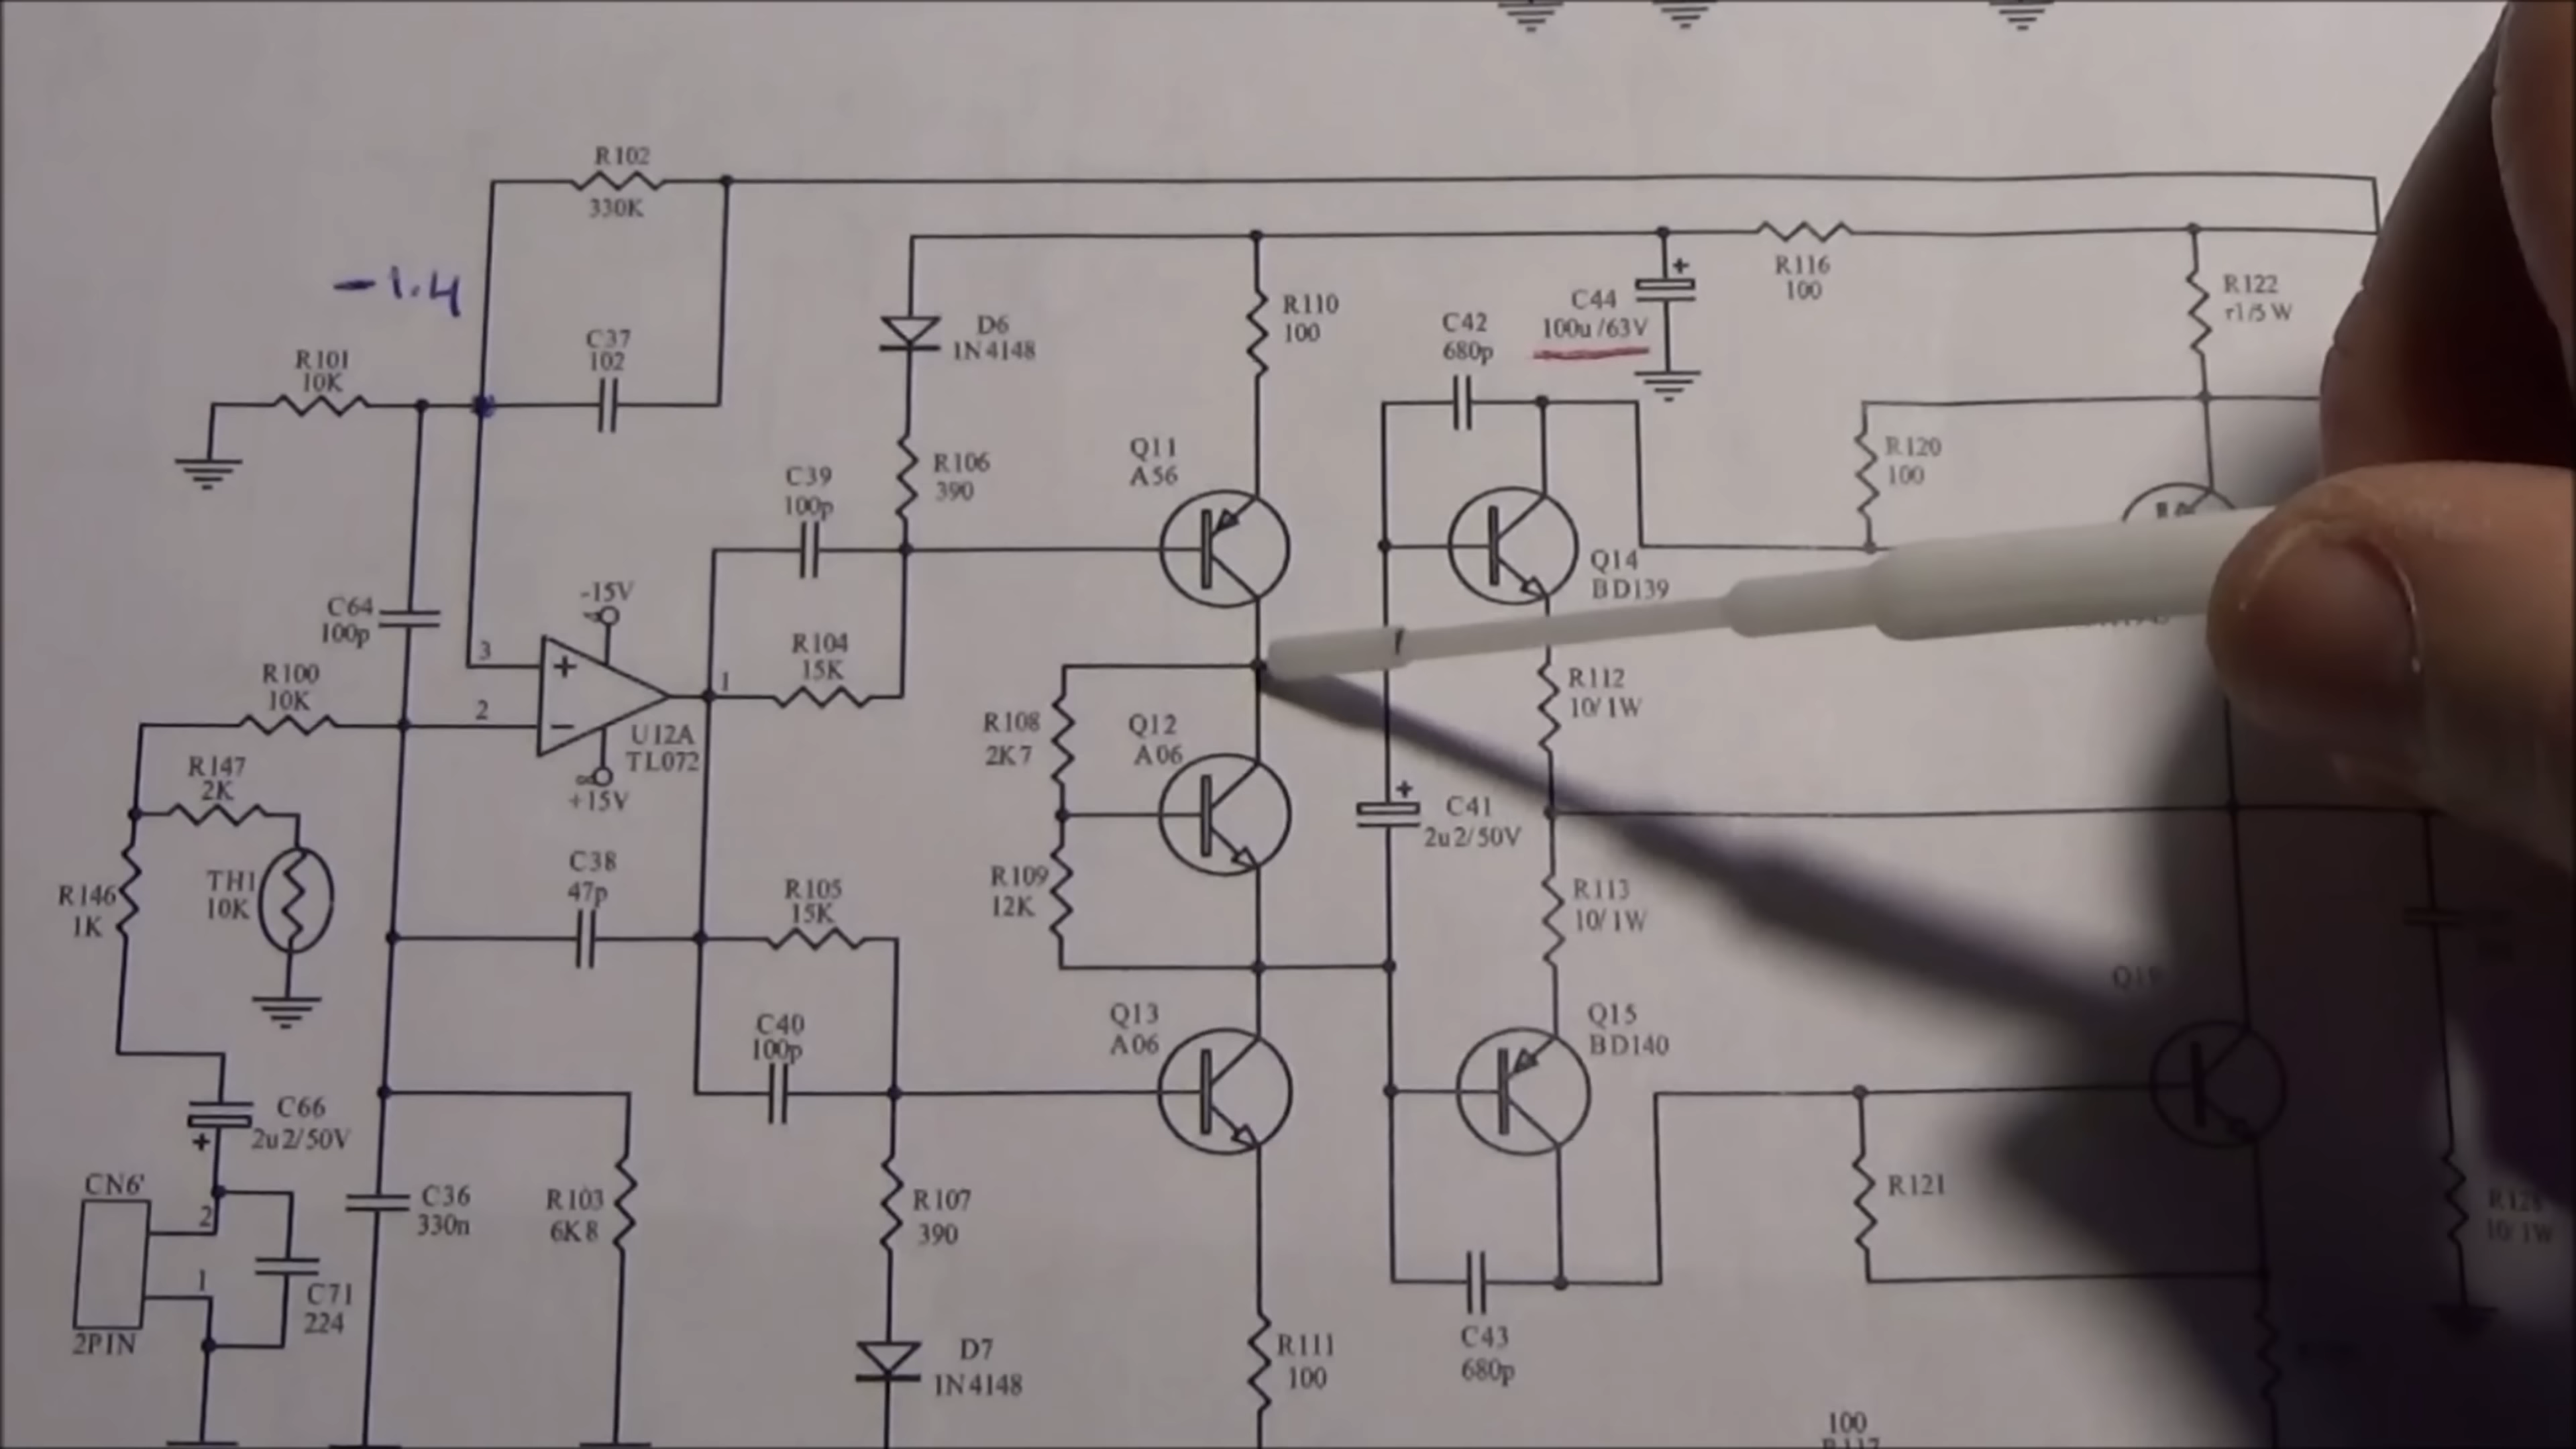 R102
330K
-1.4
R101
10K
C37
102
D6
1N4148
R110
100
C42
680p
C44
100u/63V
+
R116
100
R122
r1/5W
R106
390
C39
100p
Q11
A56
R120
100
Q14
BD139
C64
100p
-15V
3
+
2
-
1
U12A
TL072
+15V
R104
15K
R100
10K
R147
2K
R108
2K7
Q12
A06
R112
10/1W
+
C41
2u2/50V
R146
1K
TH1
10K
C38
47p
R105
15K
R109
12K
R113
10/1W
C40
100p
Q13
A06
Q15
BD140
C66
2u2/50V
+
CN6'
2
1
2PIN
C71
224
C36
330n
R103
6K8
R107
390
R121
10/1W
D7
1N4148
R111
100
C43
680p
100